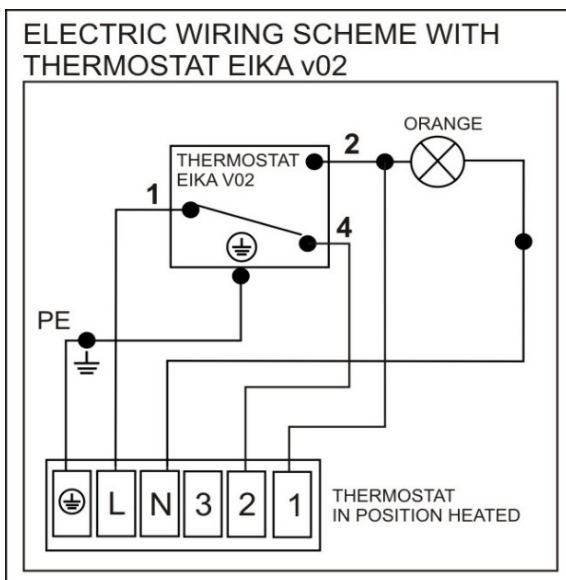 ELECTRIC WIRING SCHEME WITH
THERMOSTAT EIKA v02
ORANGE
2
THERMOSTAT
EIKA V02
1
4
PE
L N 3 2 1
THERMOSTAT
IN POSITION HEATED